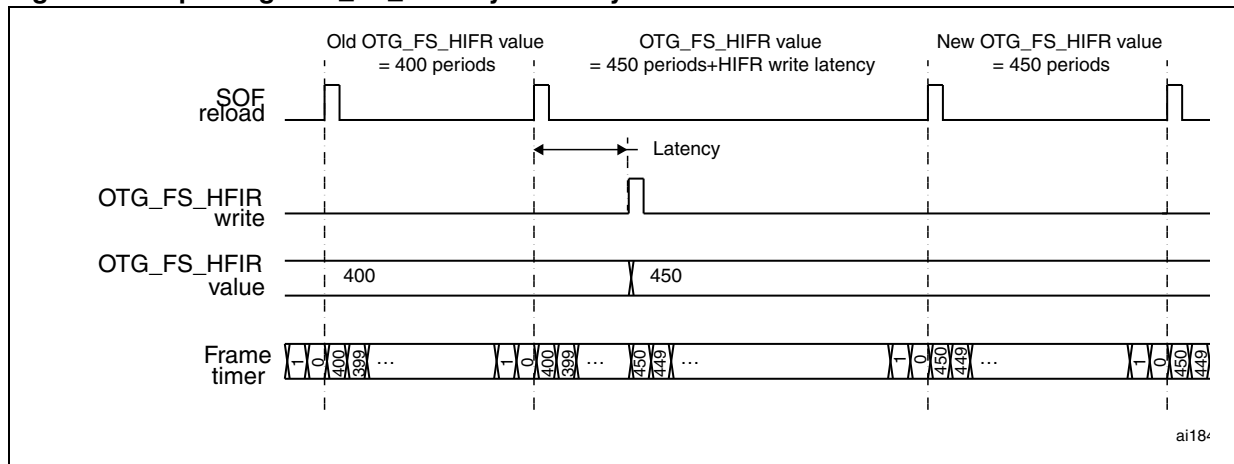 Old OTG_FS_HIFR value
= 400 periods
OTG_FS_HIFR value
= 450 periods+HIFR write latency
New OTG_FS_HIFR value
= 450 periods
SOF
reload
Latency
OTG_FS_HFIR
write
OTG_FS_HFIR
value
400
450
Frame
timer
1 0 400 399 ... 1 0 400 399 ... 450 449 ... 1 0 450 449 ... 1 0 450 449
ai184